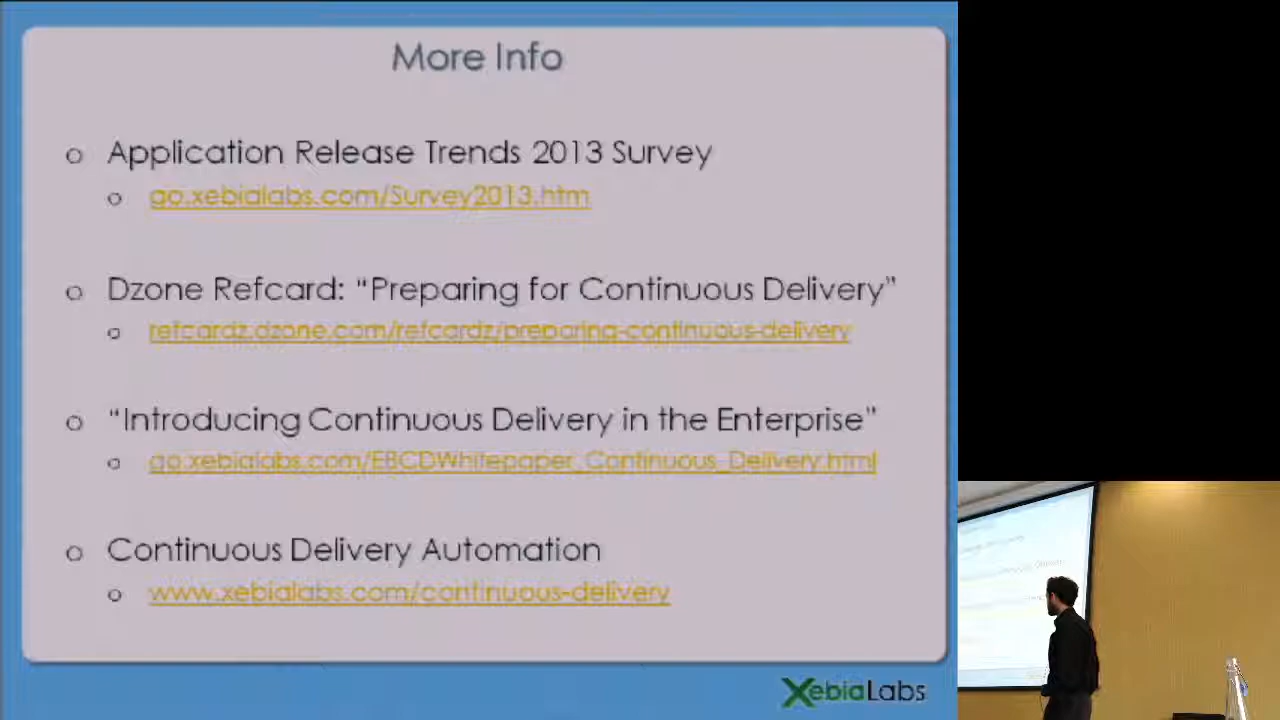 More Info
o Application Release Trends 2013 Survey
o go.xebialabs.com/Survey2013.htm
o Dzone Refcard: “Preparing for Continuous Delivery”
o refcardz.dzone.com/refcardz/preparing-continuous-delivery
o “Introducing Continuous Delivery in the Enterprise”
o go.xebialabs.com/EBCDWhitepaper_Continuous_Delivery.html
o Continuous Delivery Automation
o www.xebialabs.com/continuous-delivery
XebiaLabs